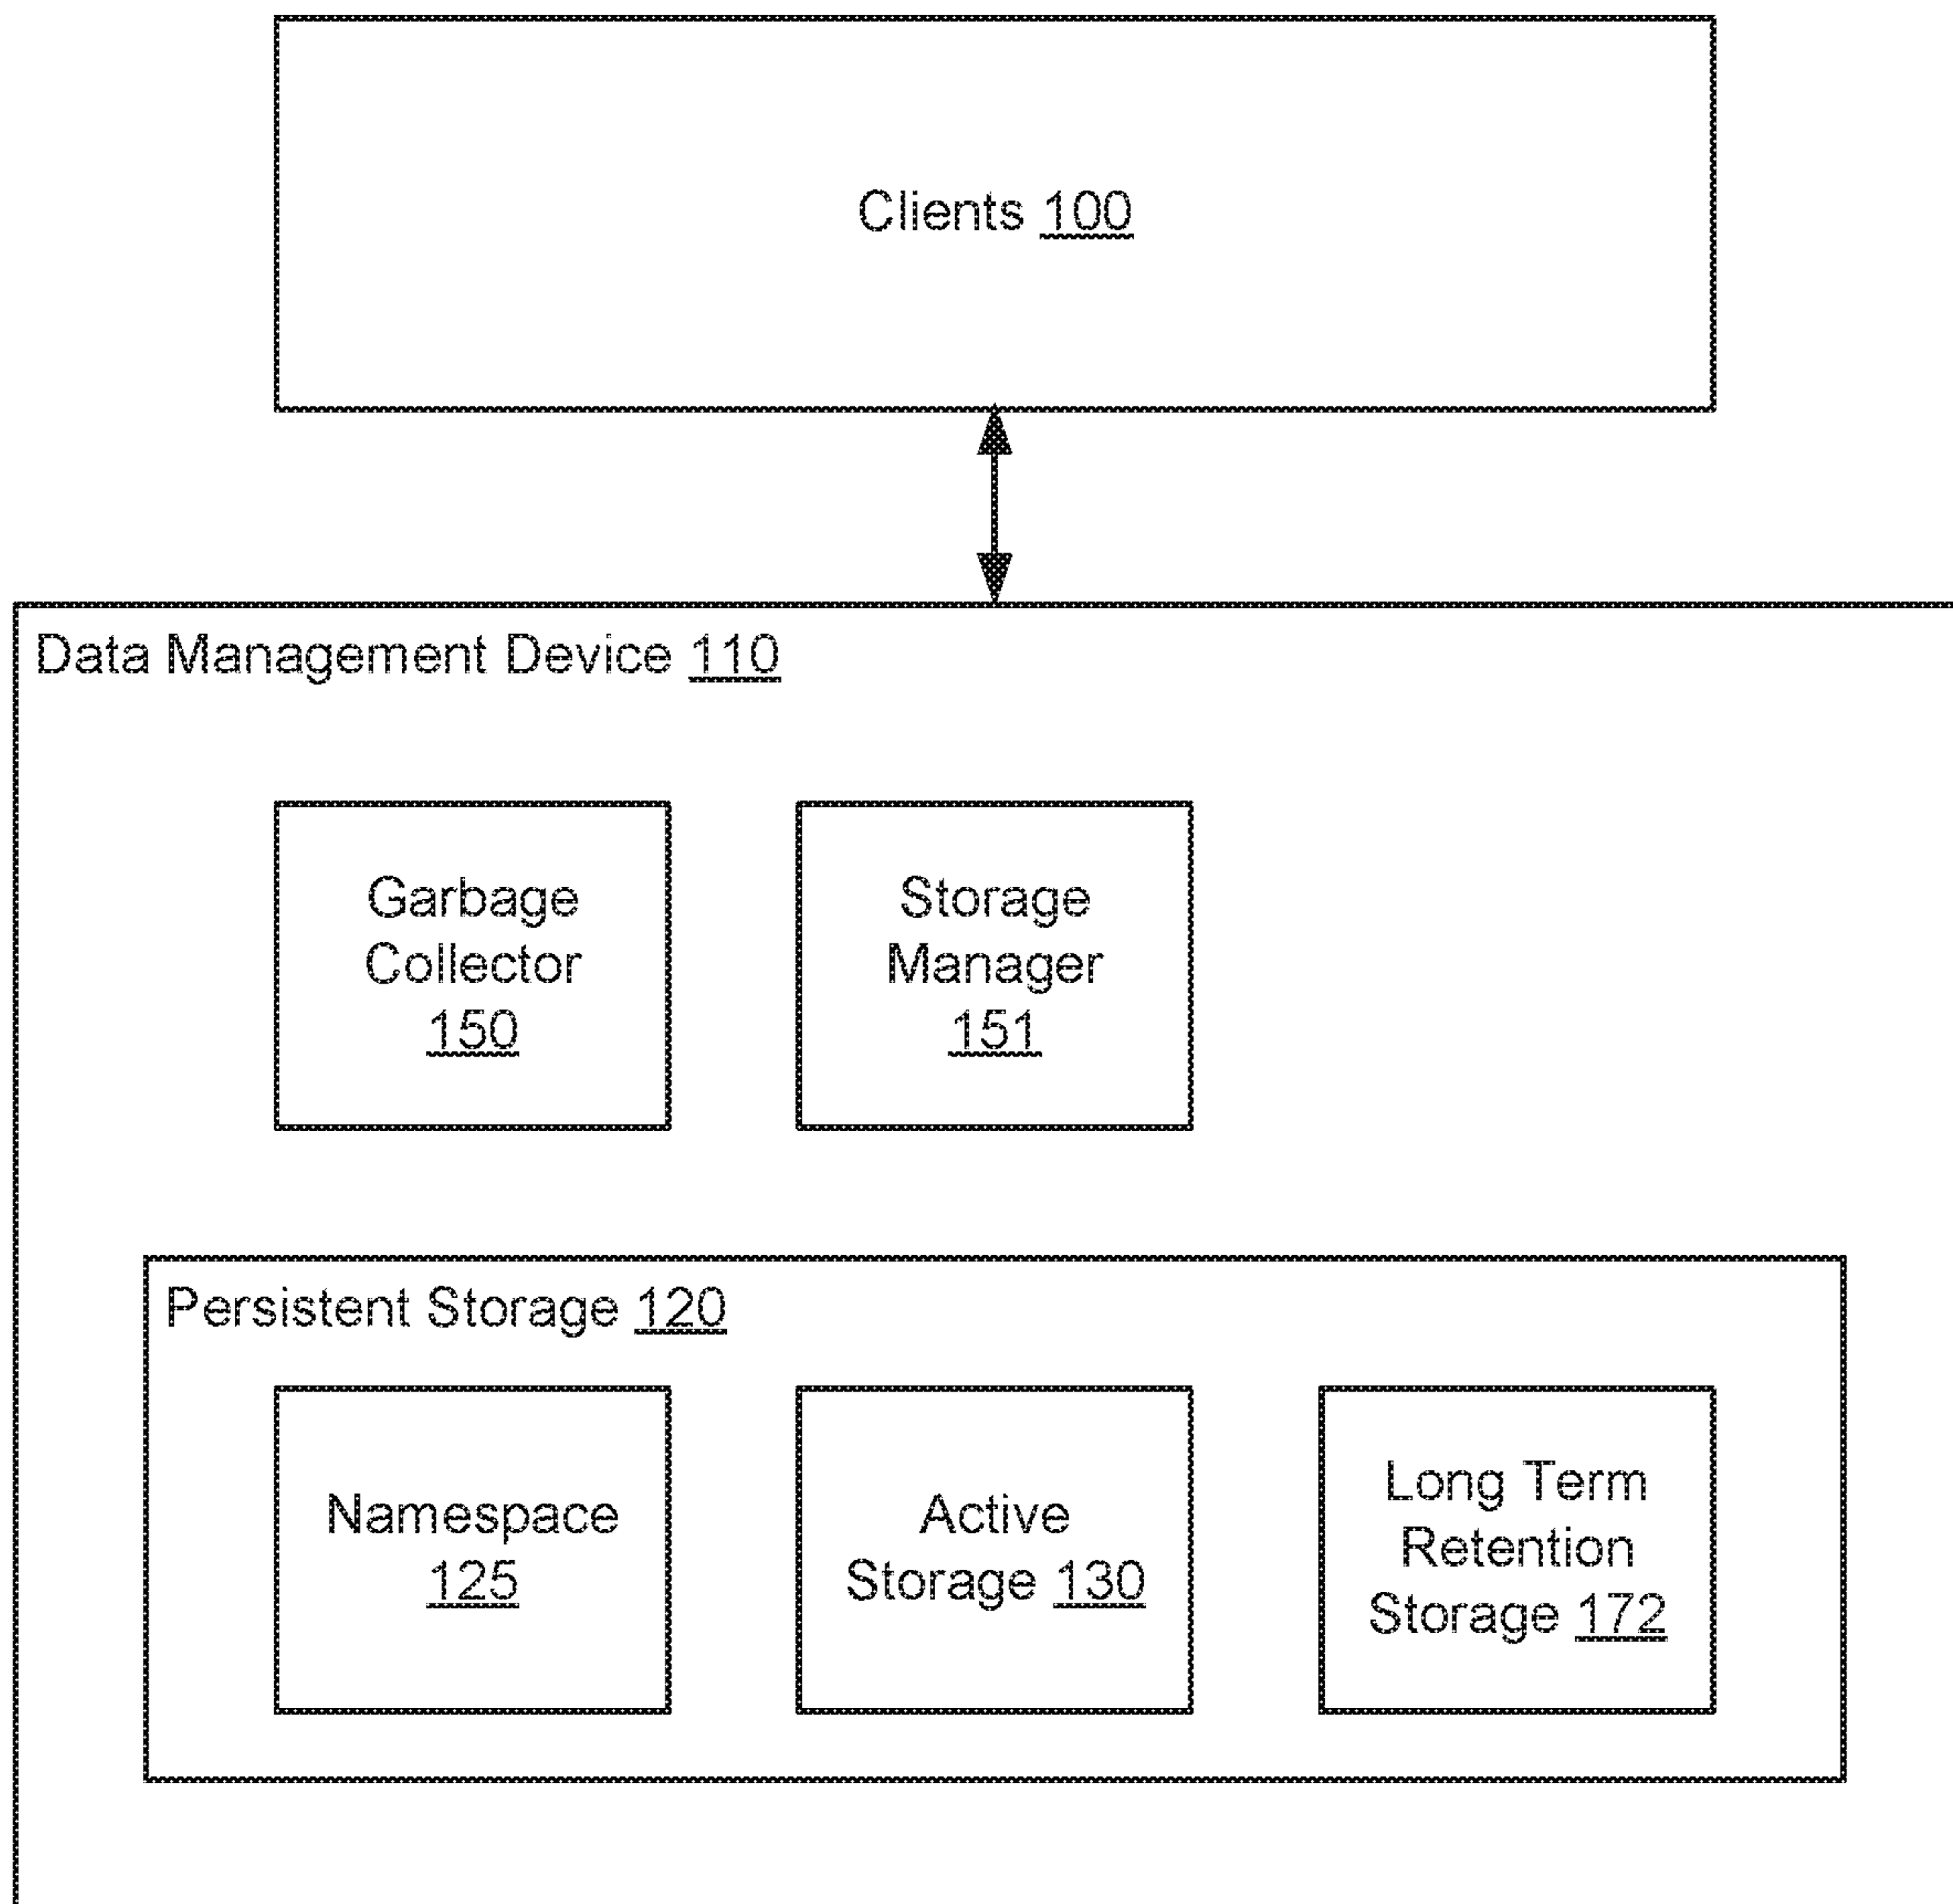 Clients 100
Data Management Device 110
Garbage
Collector
150
Storage
Manager
151
Persistent Storage 120
Namespace
125
Active
Storage 130
Long Term
Retention
Storage 172